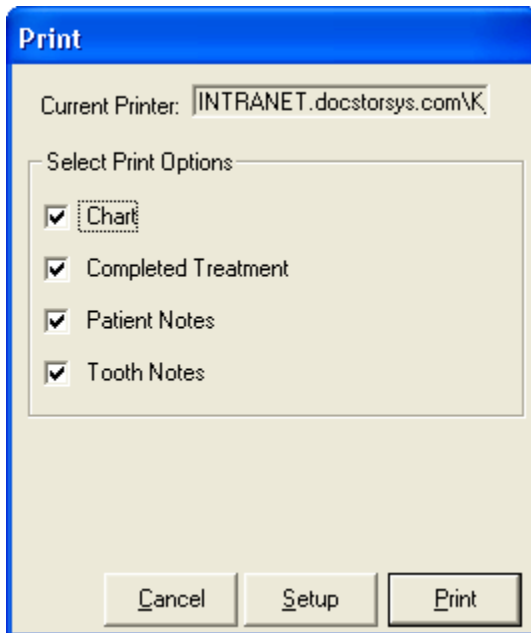 Print
Current Printer: INTRANET.docstorsys.com\K
Select Print Options
Chart
Completed Treatment
Patient Notes
Tooth Notes
Cancel Setup Print